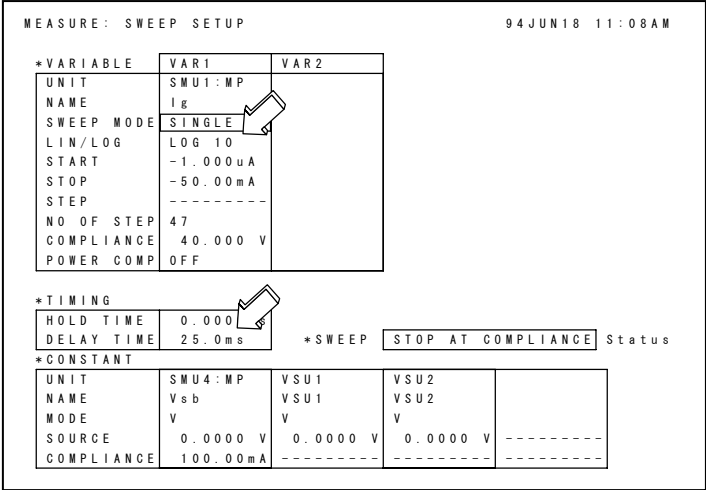 MEASURE: SWEEP SETUP 94JUN18 11:08AM
*VARIABLE VAR1 VAR2
UNIT SMU1:MP
NAME Ig
SWEEP MODE SINGLE
LIN/LOG LOG 10
START -1.000uA
STOP -50.00mA
STEP ---------
NO OF STEP 47
COMPLIANCE 40.000 V
POWER COMP OFF
*TIMING
HOLD TIME 0.000 s
DELAY TIME 25.0ms *SWEEP STOP AT COMPLIANCE Status
*CONSTANT
UNIT SMU4:MP VSU1 VSU2
NAME Vsb VSU1 VSU2
MODE V V V
SOURCE 0.0000 V 0.0000 V 0.0000 V ---------
COMPLIANCE 100.00mA --------- --------- ---------